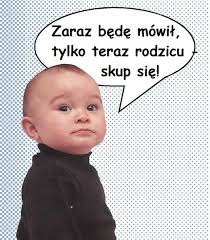 Zaraz będę mówił,
tylko teraz rodzicu -
skup się!